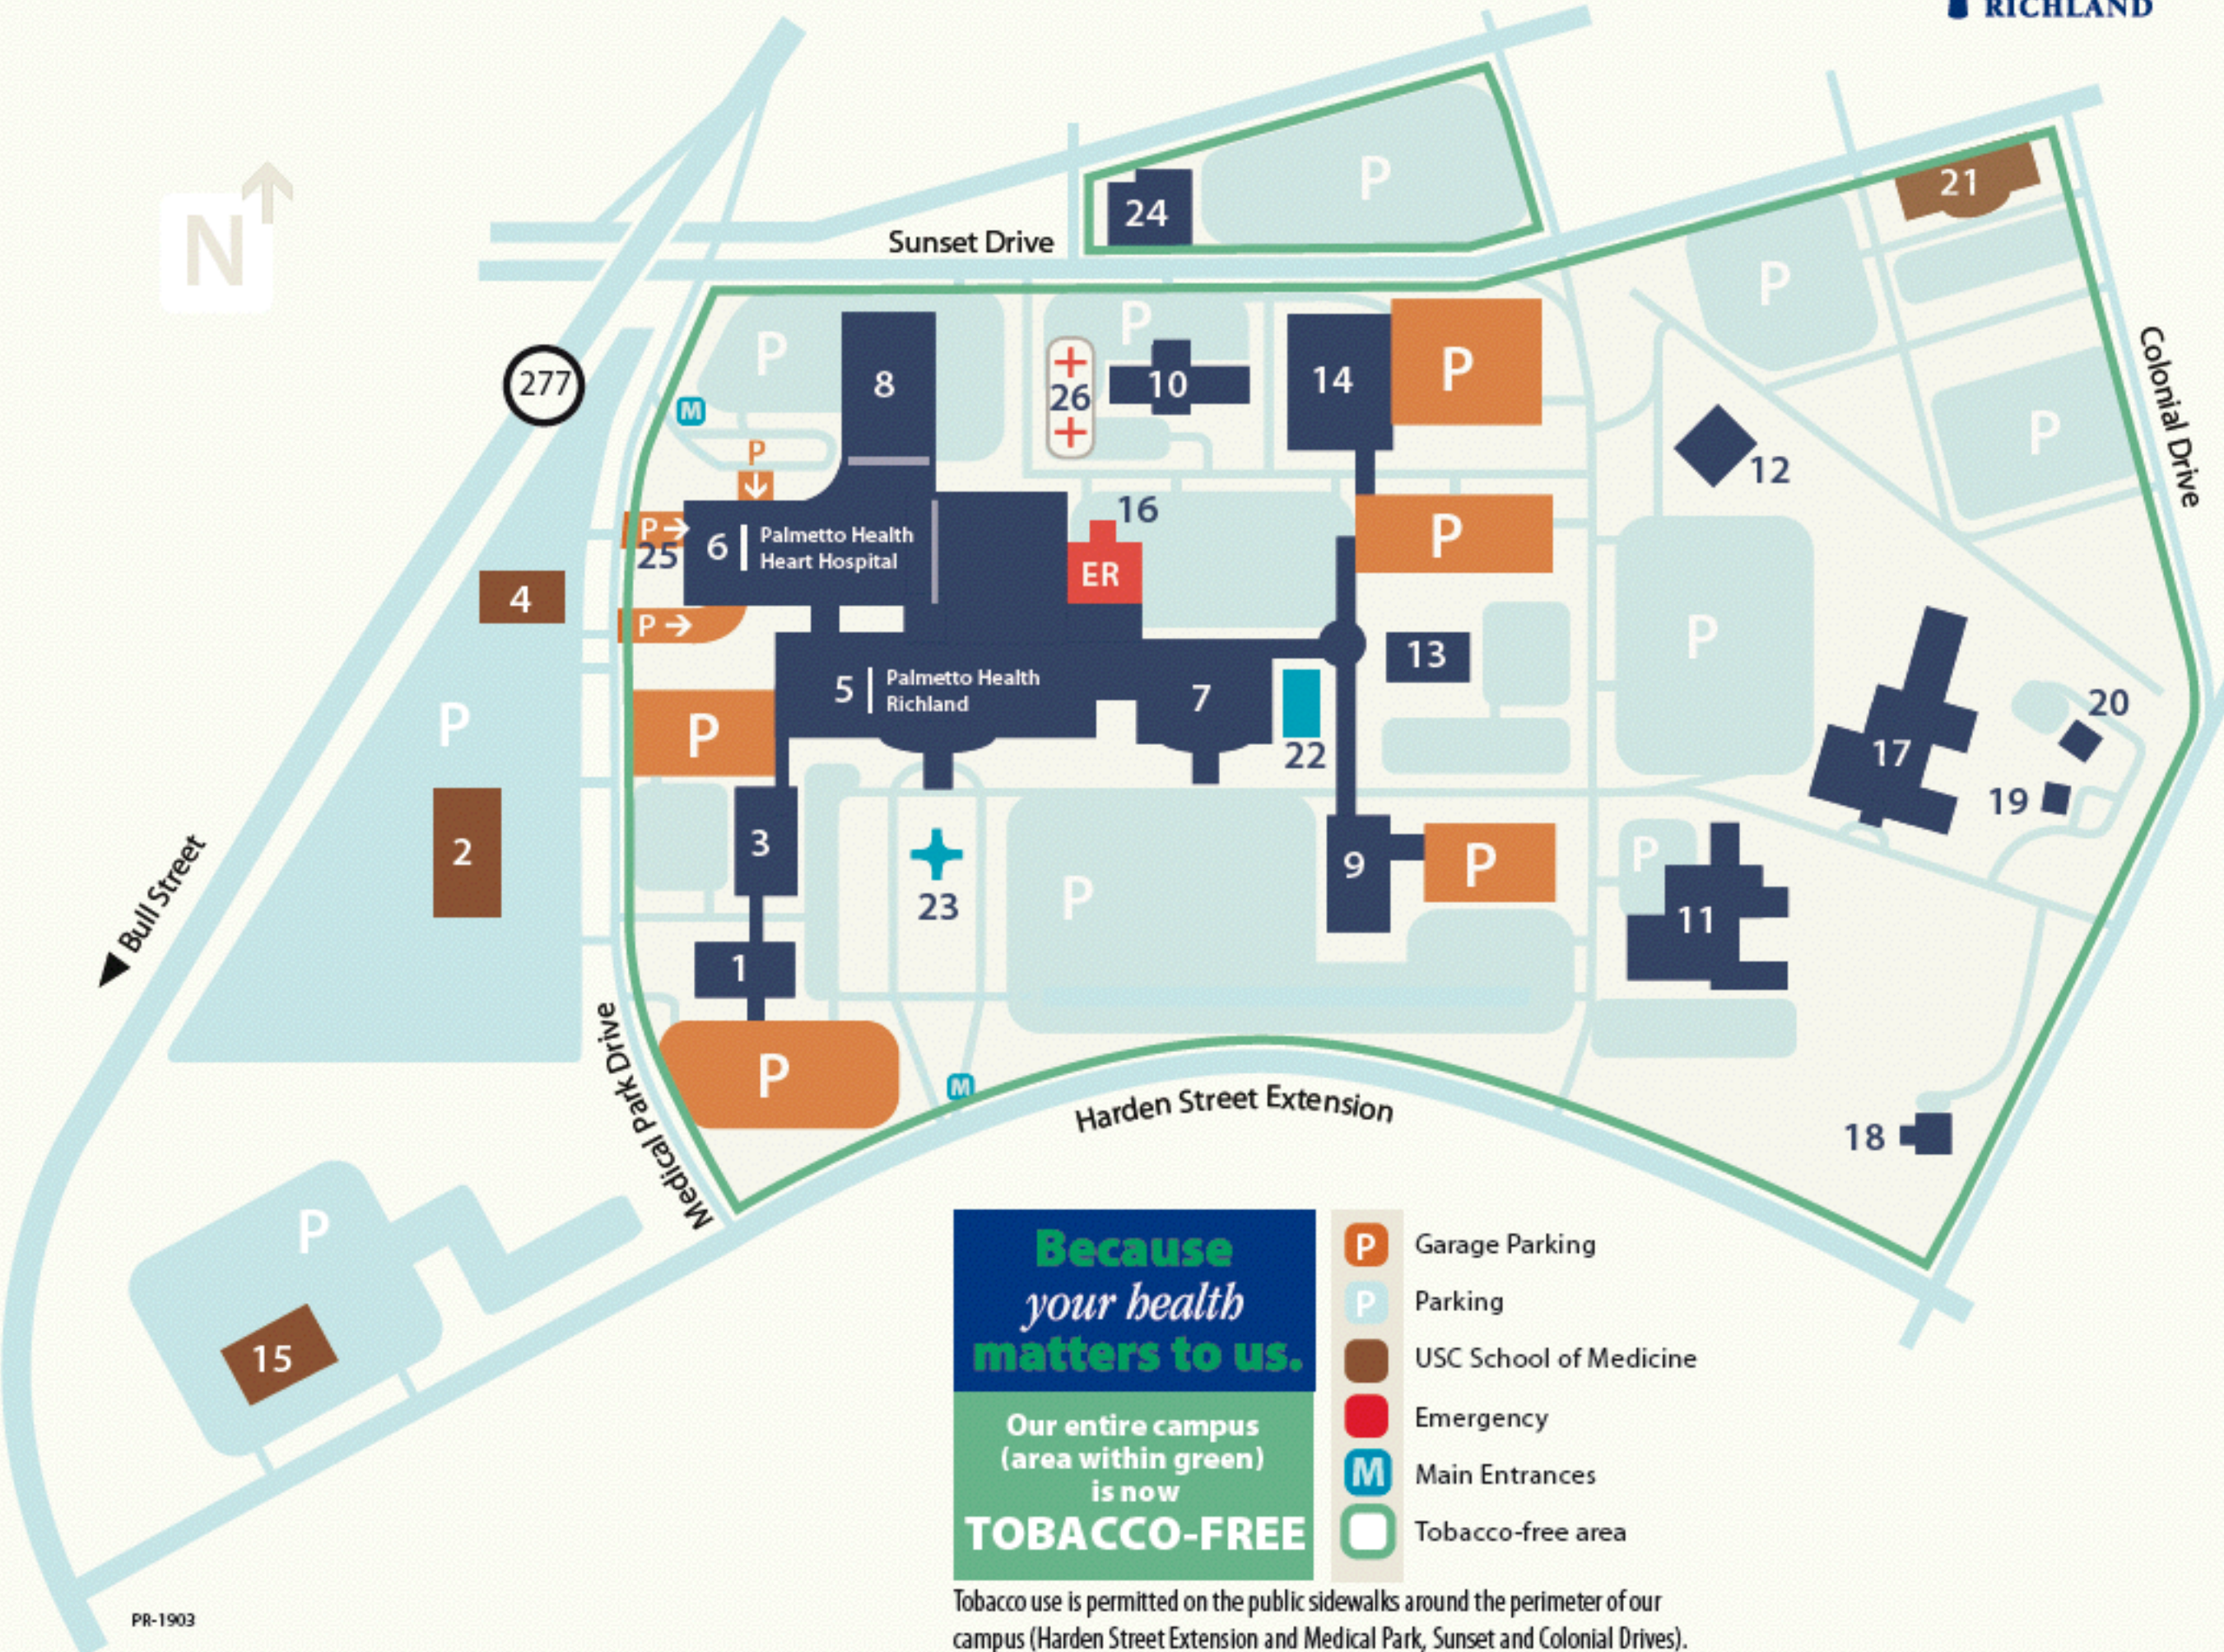 RICHLAND
N
P
24
21
Sunset Drive
P
P
P
8
P
14
P
277
10
26
M
Colonial Drive
P
12
P
16
P
P
25
6
Palmetto Health
Heart Hospital
ER
4
P
P
13
5
Palmetto Health
Richland
7
20
P
P
17
22
19
2
3
P
9
P
23
P
11
Bull Street
1
Medical Park Drive
P
M
Harden Street Extension
18
P
15
Because
your health
matters to us.
Our entire campus
(area within green)
is now
TOBACCO-FREE
P Garage Parking
P Parking
USC School of Medicine
Emergency
M Main Entrances
Tobacco-free area
Tobacco use is permitted on the public sidewalks around the perimeter of our
campus (Harden Street Extension and Medical Park, Sunset and Colonial Drives).
PR-1903